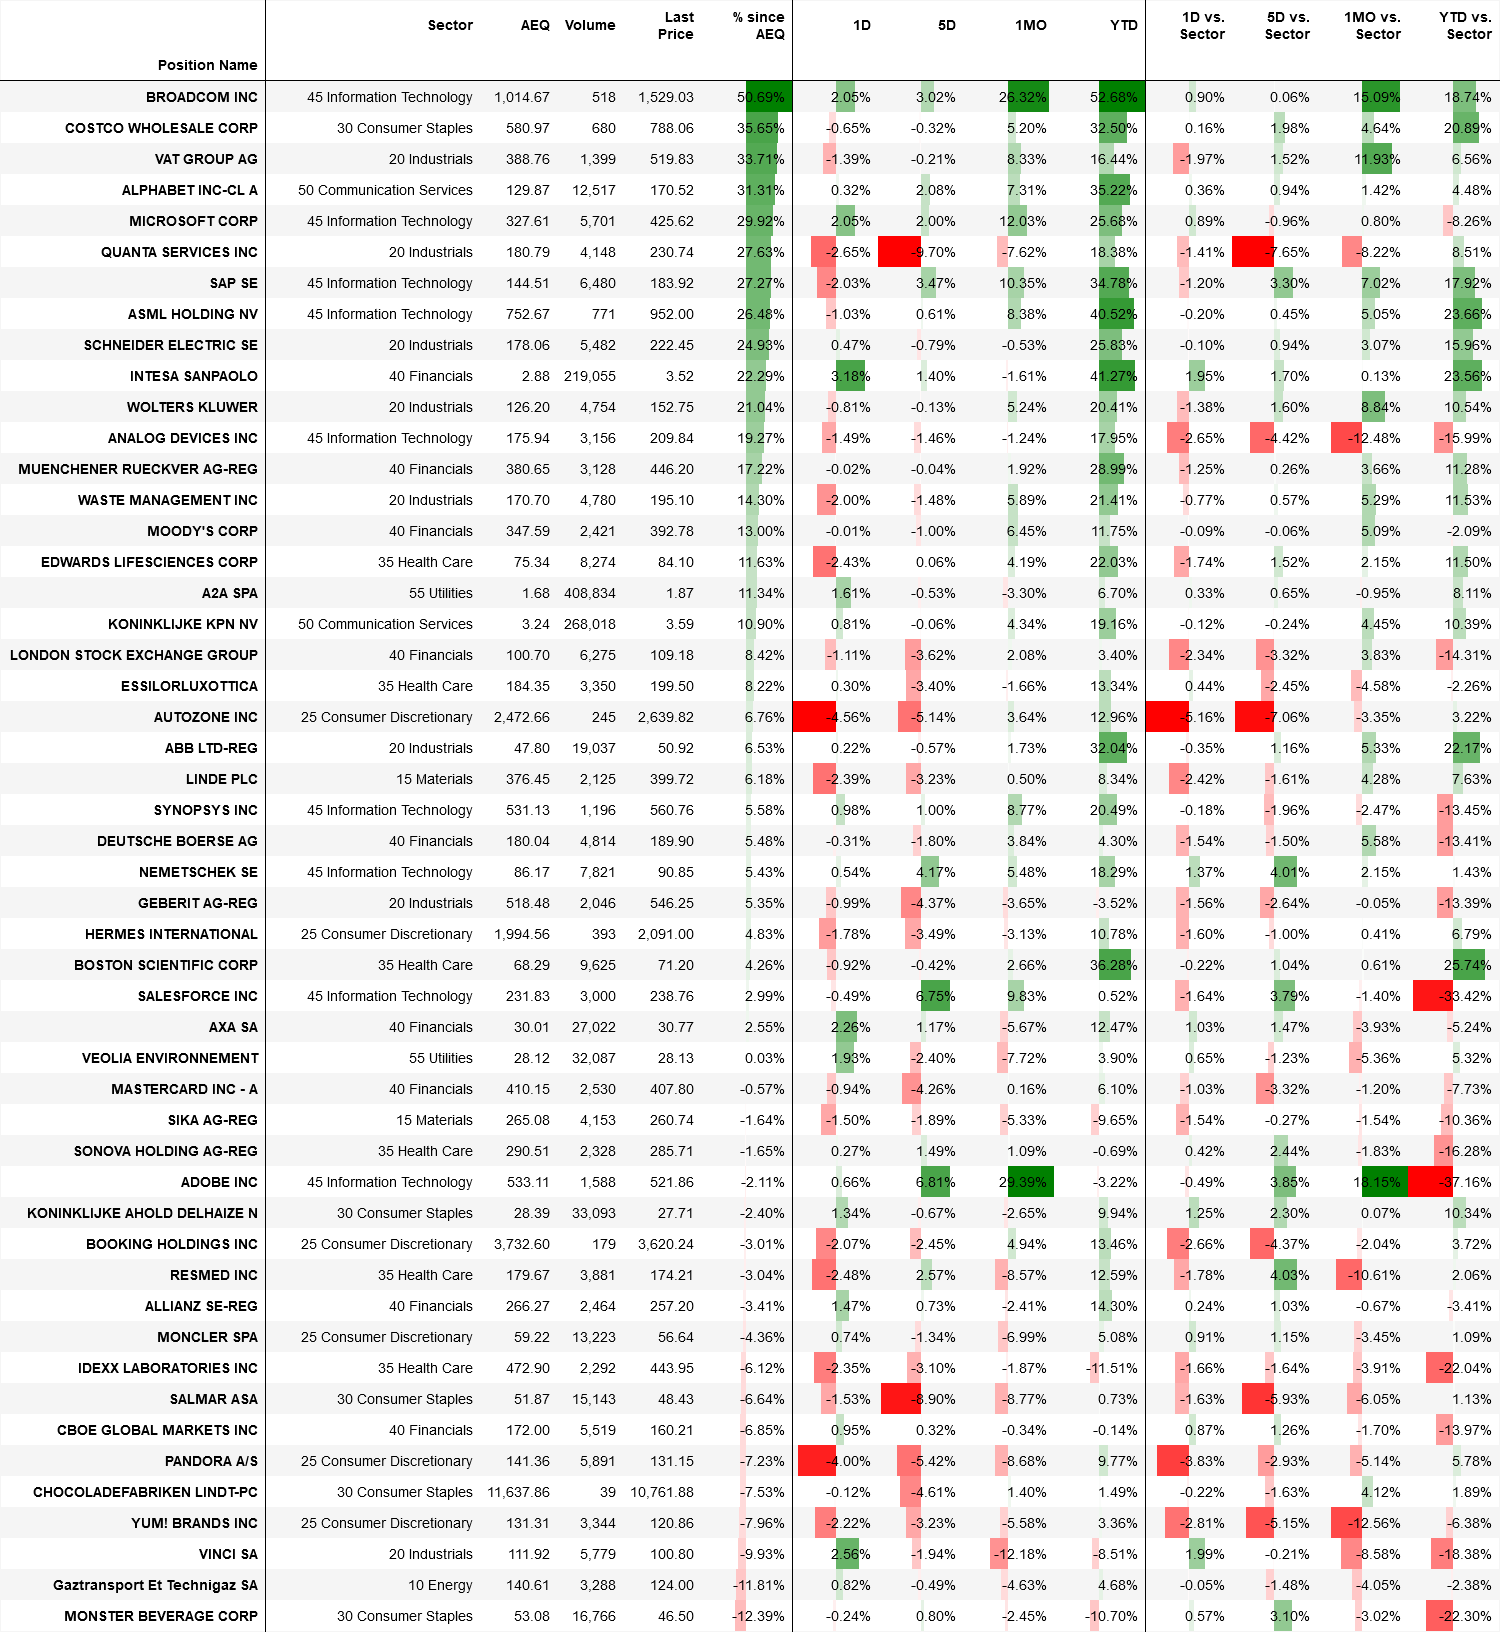 Position Name Sector AEQ Volume Last Price % since AEQ 1D 5D 1MO YTD 1D vs. Sector 5D vs. Sector 1MO vs. Sector YTD vs. Sector
BROADCOM INC 45 Information Technology 1,014.67 518 1,529.03 50.69% 2.05% 3.02% 26.32% 52.68% 0.90% 0.06% 15.09% 18.74%
COSTCO WHOLESALE CORP 30 Consumer Staples 580.97 680 788.06 35.65% -0.65% -0.32% 5.20% 32.50% 0.16% 1.98% 4.64% 20.89%
VAT GROUP AG 20 Industrials 388.76 1,399 519.83 33.71% -1.39% -0.21% 8.33% 16.44% -1.97% 1.52% 11.93% 6.56%
ALPHABET INC-CL A 50 Communication Services 129.87 12,517 170.52 31.31% 0.32% 2.08% 7.31% 35.22% 0.36% 0.94% 1.42% 4.48%
MICROSOFT CORP 45 Information Technology 327.61 5,701 425.62 29.92% 2.05% 2.00% 12.03% 25.68% 0.89% -0.96% 0.80% -8.26%
QUANTA SERVICES INC 20 Industrials 180.79 4,148 230.74 27.63% -2.65% -9.70% -7.62% 18.38% -1.41% -7.65% -8.22% 8.51%
SAP SE 45 Information Technology 144.51 6,480 183.92 27.27% -2.03% 3.47% 10.35% 34.78% -1.20% 3.30% 7.02% 17.92%
ASML HOLDING NV 45 Information Technology 752.67 771 952.00 26.48% -1.03% 0.61% 8.38% 40.52% -0.20% 0.45% 5.05% 23.66%
SCHNEIDER ELECTRIC SE 20 Industrials 178.06 5,482 222.45 24.93% 0.47% -0.79% -0.53% 25.83% -0.10% 0.94% 3.07% 15.96%
INTESA SANPAOLO 40 Financials 2.88 219,055 3.52 22.29% 3.18% 1.40% -1.61% 41.27% 1.95% 1.70% 0.13% 23.56%
WOLTERS KLUWER 20 Industrials 126.20 4,754 152.75 21.04% -0.81% -0.13% 5.24% 20.41% -1.38% 1.60% 8.84% 10.54%
ANALOG DEVICES INC 45 Information Technology 175.94 3,156 209.84 19.27% -1.49% -1.46% -1.24% 17.95% -2.65% -4.42% -12.48% -15.99%
MUENCHENER RUECKVER AG-REG 40 Financials 380.65 3,128 446.20 17.22% -0.02% -0.04% 1.92% 28.99% -1.25% 0.26% 3.66% 11.28%
WASTE MANAGEMENT INC 20 Industrials 170.70 4,780 195.10 14.30% -2.00% -1.48% 5.89% 21.41% -0.77% 0.57% 5.29% 11.53%
MOODY'S CORP 40 Financials 347.59 2,421 392.78 13.00% -0.01% -1.00% 6.45% 11.75% -0.09% -0.06% 5.09% -2.09%
EDWARDS LIFESCIENCES CORP 35 Health Care 75.34 8,274 84.10 11.63% -2.43% 0.06% 4.19% 22.03% -1.74% 1.52% 2.15% 11.50%
A2A SPA 55 Utilities 1.68 408,834 1.87 11.34% 1.61% -0.53% -3.30% 6.70% 0.33% 0.65% -0.95% 8.11%
KONINKLIJKE KPN NV 50 Communication Services 3.24 268,018 3.59 10.90% 0.81% -0.06% 4.34% 19.16% -0.12% -0.24% 4.45% 10.39%
LONDON STOCK EXCHANGE GROUP 40 Financials 100.70 6,275 109.18 8.42% -1.11% -3.62% 2.08% 3.40% -2.34% -3.32% 3.83% -14.31%
ESSILORLUXOTTICA 35 Health Care 184.35 3,350 199.50 8.22% 0.30% -3.40% -1.66% 13.34% 0.44% -2.45% -4.58% -2.26%
AUTOZONE INC 25 Consumer Discretionary 2,472.66 245 2,639.82 6.76% -4.56% -5.14% 3.64% 12.96% -5.16% -7.06% -3.35% 3.22%
ABB LTD-REG 20 Industrials 47.80 19,037 50.92 6.53% 0.22% -0.57% 1.73% 32.04% -0.35% 1.16% 5.33% 22.17%
LINDE PLC 15 Materials 376.45 2,125 399.72 6.18% -2.39% -3.23% 0.50% 8.34% -2.42% -1.61% 4.28% 7.63%
SYNOPSYS INC 45 Information Technology 531.13 1,196 560.76 5.58% 0.98% 1.00% 8.77% 20.49% -0.18% -1.96% -2.47% -13.45%
DEUTSCHE BOERSE AG 40 Financials 180.04 4,814 189.90 5.48% -0.31% -1.80% 3.84% 4.30% -1.54% -1.50% 5.58% -13.41%
NEMETSCHEK SE 45 Information Technology 86.17 7,821 90.85 5.43% 0.54% 4.17% 5.48% 18.29% 1.37% 4.01% 2.15% 1.43%
GEBERIT AG-REG 20 Industrials 518.48 2,046 546.25 5.35% -0.99% -4.37% -3.65% -3.52% -1.56% -2.64% -0.05% -13.39%
HERMES INTERNATIONAL 25 Consumer Discretionary 1,994.56 393 2,091.00 4.83% -1.78% -3.49% -3.13% 10.78% -1.60% -1.00% 0.41% 6.79%
BOSTON SCIENTIFIC CORP 35 Health Care 68.29 9,625 71.20 4.26% -0.92% -0.42% 2.66% 36.28% -0.22% 1.04% 0.61% 25.74%
SALESFORCE INC 45 Information Technology 231.83 3,000 238.76 2.99% -0.49% 6.75% 9.83% 0.52% -1.64% 3.79% -1.40% -33.42%
AXA SA 40 Financials 30.01 27,022 30.77 2.55% 2.26% 1.17% -5.67% 12.47% 1.03% 1.47% -3.93% -5.24%
VEOLIA ENVIRONNEMENT 55 Utilities 28.12 32,087 28.13 0.03% 1.93% -2.40% -7.72% 3.90% 0.65% -1.23% -5.36% 5.32%
MASTERCARD INC - A 40 Financials 410.15 2,530 407.80 -0.57% -0.94% -4.26% 0.16% 6.10% -1.03% -3.32% -1.20% -7.73%
SIKA AG-REG 15 Materials 265.08 4,153 260.74 -1.64% -1.50% -1.89% -5.33% -9.65% -1.54% -0.27% -1.54% -10.36%
SONOVA HOLDING AG-REG 35 Health Care 290.51 2,328 285.71 -1.65% 0.27% 1.49% 1.09% -0.69% 0.42% 2.44% -1.83% -16.28%
ADOBE INC 45 Information Technology 533.11 1,588 521.86 -2.11% 0.66% 6.81% 29.39% -3.22% -0.49% 3.85% 18.15% -37.16%
KONINKLIJKE AHOLD DELHAIZE N 30 Consumer Staples 28.39 33,093 27.71 -2.40% 1.34% -0.67% -2.65% 9.94% 1.25% 2.30% 0.07% 10.34%
BOOKING HOLDINGS INC 25 Consumer Discretionary 3,732.60 179 3,620.24 -3.01% -2.07% -2.45% 4.94% 13.46% -2.66% -4.37% -2.04% 3.72%
RESMED INC 35 Health Care 179.67 3,881 174.21 -3.04% -2.48% 2.57% -8.57% 12.59% -1.78% 4.03% -10.61% 2.06%
ALLIANZ SE-REG 40 Financials 266.27 2,464 257.20 -3.41% 1.47% 0.73% -2.41% 14.30% 0.24% 1.03% -0.67% -3.41%
MONCLER SPA 25 Consumer Discretionary 59.22 13,223 56.64 -4.36% 0.74% -1.34% -6.99% 5.08% 0.91% 1.15% -3.45% 1.09%
IDEXX LABORATORIES INC 35 Health Care 472.90 2,292 443.95 -6.12% -2.35% -3.10% -1.87% -11.51% -1.66% -1.64% -3.91% -22.04%
SALMAR ASA 30 Consumer Staples 51.87 15,143 48.43 -6.64% -1.53% -8.90% -8.77% 0.73% -1.63% -5.93% -6.05% 1.13%
CBOE GLOBAL MARKETS INC 40 Financials 172.00 5,519 160.21 -6.85% 0.95% 0.32% -0.34% -0.14% 0.87% 1.26% -1.70% -13.97%
PANDORA A/S 25 Consumer Discretionary 141.36 5,891 131.15 -7.23% -4.00% -5.42% -8.68% 9.77% -3.83% -2.93% -5.14% 5.78%
CHOCOLADEFABRIKEN LINDT-PC 30 Consumer Staples 11,637.86 39 10,761.88 -7.53% -0.12% -4.61% 1.40% 1.49% -0.22% -1.63% 4.12% 1.89%
YUM! BRANDS INC 25 Consumer Discretionary 131.31 3,344 120.86 -7.96% -2.22% -3.23% -5.58% 3.36% -2.81% -5.15% -12.56% -6.38%
VINCI SA 20 Industrials 111.92 5,779 100.80 -9.93% 2.56% -1.94% -12.18% -8.51% 1.99% -0.21% -8.58% -18.38%
Gaztransport Et Technigaz SA 10 Energy 140.61 3,288 124.00 -11.81% 0.82% -0.49% -4.63% 4.68% -0.05% -1.48% -4.05% -2.38%
MONSTER BEVERAGE CORP 30 Consumer Staples 53.08 16,766 46.50 -12.39% -0.24% 0.80% -2.45% -10.70% 0.57% 3.10% -3.02% -22.30%